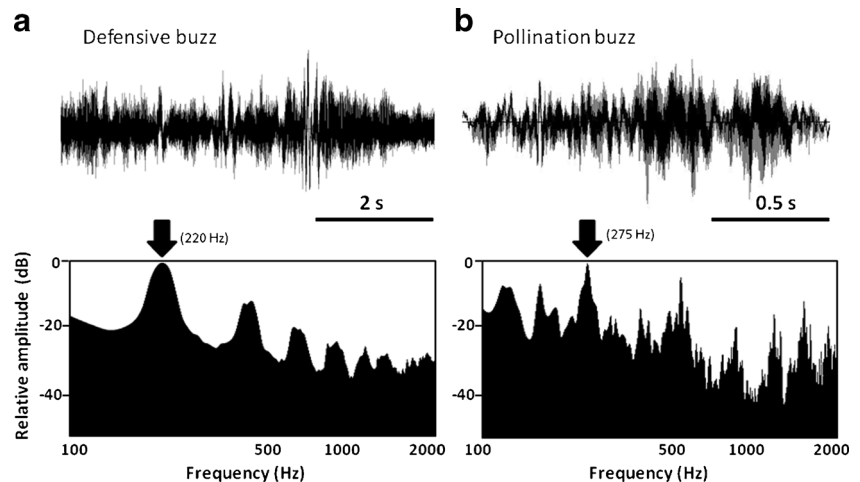 a
Defensive buzz
2 s
(220 Hz)
Relative amplitude (dB)
0
-20
-40
100
500
1000
2000
Frequency (Hz)
b
Pollination buzz
0.5 s
(275 Hz)
0
-20
-40
100
500
1000
2000
Frequency (Hz)